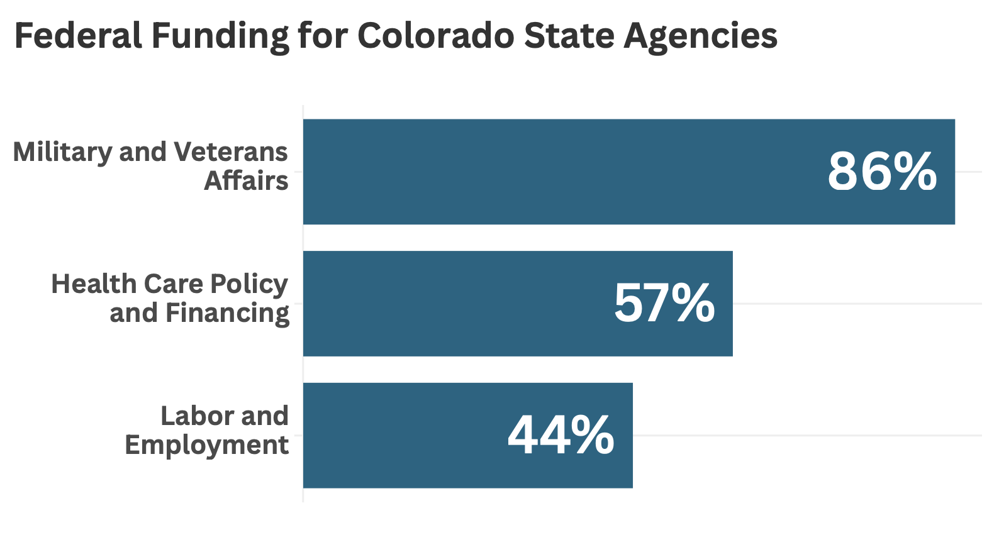 Federal Funding for Colorado State Agencies
Military and Veterans
Affairs
86%
Health Care Policy
and Financing
57%
Labor and
Employment
44%